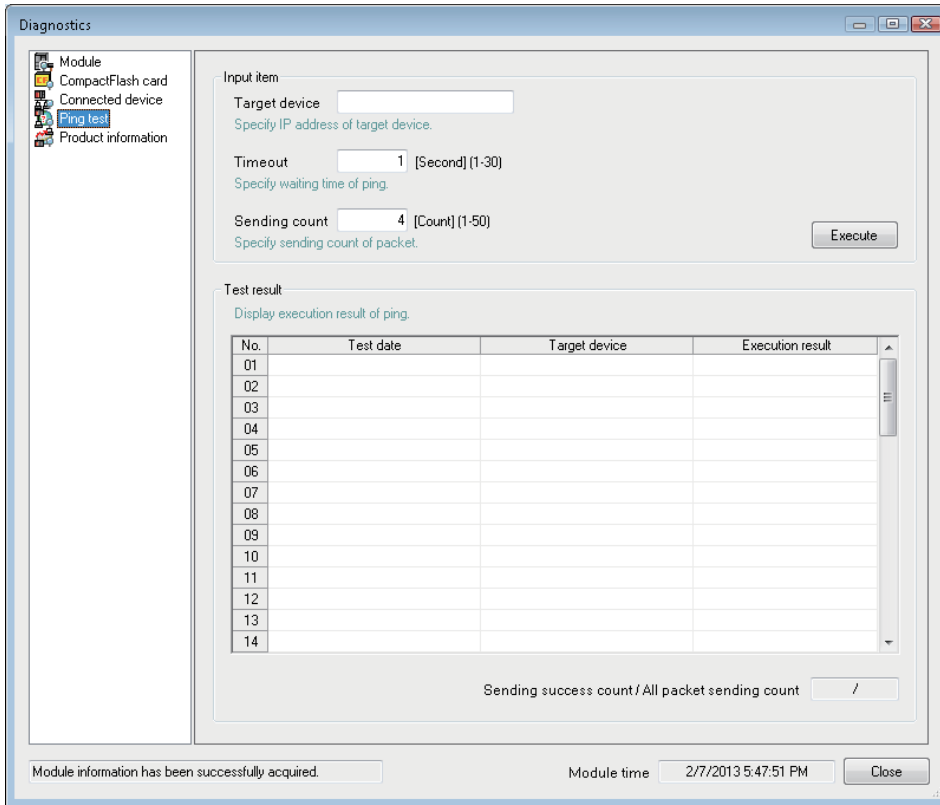 Diagnostics
Module
CompactFlash card
Connected device
Ping test
Product information
Input item
Target device
Specify IP address of target device.
Timeout 1 [Second] (1-30)
Specify waiting time of ping.
Sending count 4 [Count] (1-50)
Specify sending count of packet.
Execute
Test result
Display execution result of ping.
No. Test date Target device Execution result
01
02
03
04
05
06
07
08
09
10
11
12
13
14
Sending success count / All packet sending count /
Module information has been successfully acquired. Module time 2/7/2013 5:47:51 PM Close